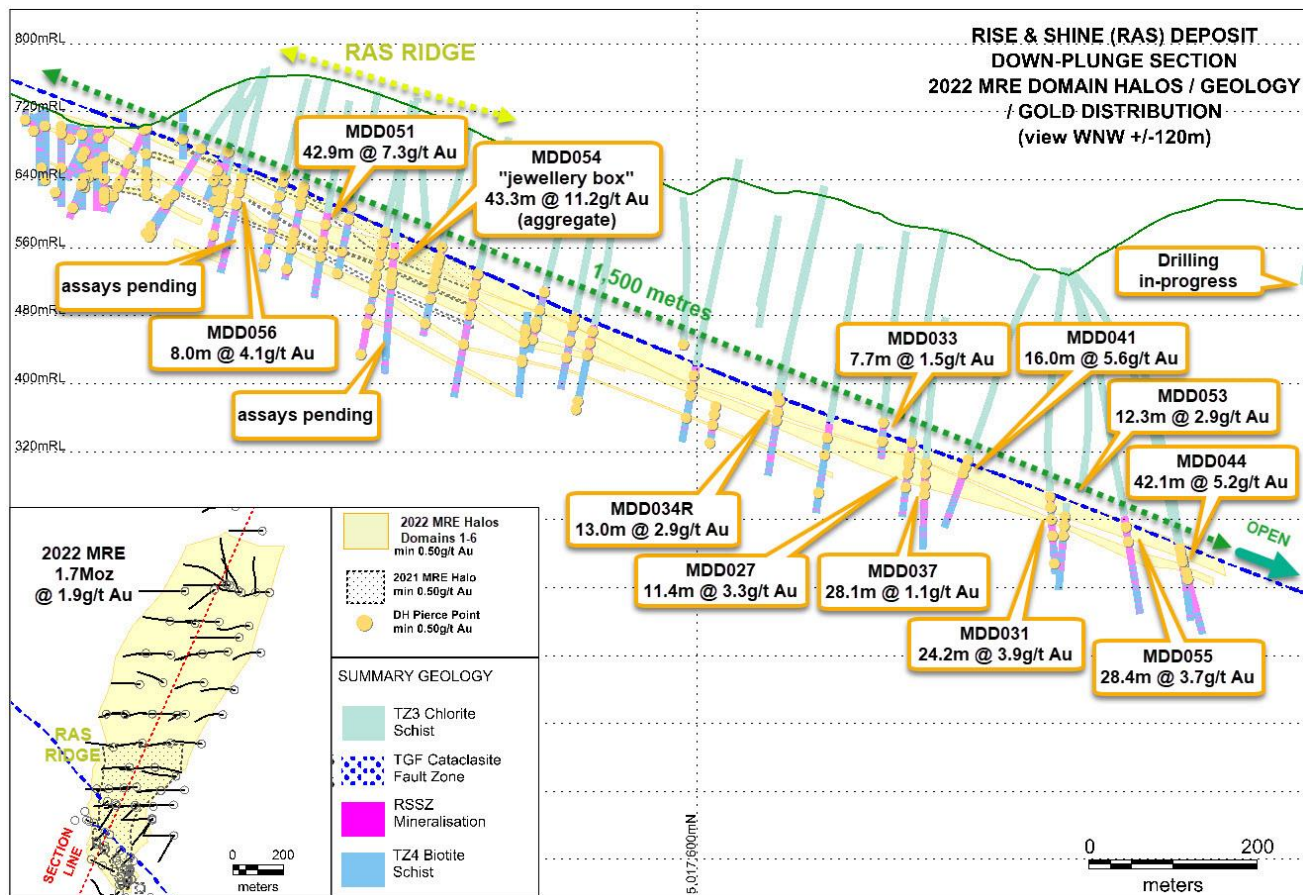 RISE & SHINE (RAS) DEPOSIT
DOWN-PLUNGE SECTION
2022 MRE DOMAIN HALOS / GEOLOGY
/ GOLD DISTRIBUTION
(view WNW +/-120m)
800mRL
720mRL
640mRL
560mRL
480mRL
400mRL
320mRL
RAS RIDGE
MDD051
42.9m @ 7.3g/t Au
MDD054
"jewellery box"
43.3m @ 11.2g/t Au
(aggregate)
assays pending
MDD056
8.0m @ 4.1g/t Au
assays pending
1,500 metres
Drilling
in-progress
MDD033
7.7m @ 1.5g/t Au
MDD041
16.0m @ 5.6g/t Au
MDD053
12.3m @ 2.9g/t Au
MDD044
42.1m @ 5.2g/t Au
OPEN
MDD034R
13.0m @ 2.9g/t Au
MDD027
11.4m @ 3.3g/t Au
MDD037
28.1m @ 1.1g/t Au
MDD031
24.2m @ 3.9g/t Au
MDD055
28.4m @ 3.7g/t Au
2022 MRE
1.7Moz
@ 1.9g/t Au
RAS
RIDGE
SECTION
LINE
0 200
meters
2022 MRE Halos
Domains 1-6
min 0.50g/t Au
2021 MRE Halo
min 0.50g/t Au
DH Pierce Point
min 0.50g/t Au
SUMMARY GEOLOGY
TZ3 Chlorite
Schist
TGF Cataclasite
Fault Zone
RSSZ
Mineralisation
TZ4 Biotite
Schist
5,017,600mN
0 200
meters